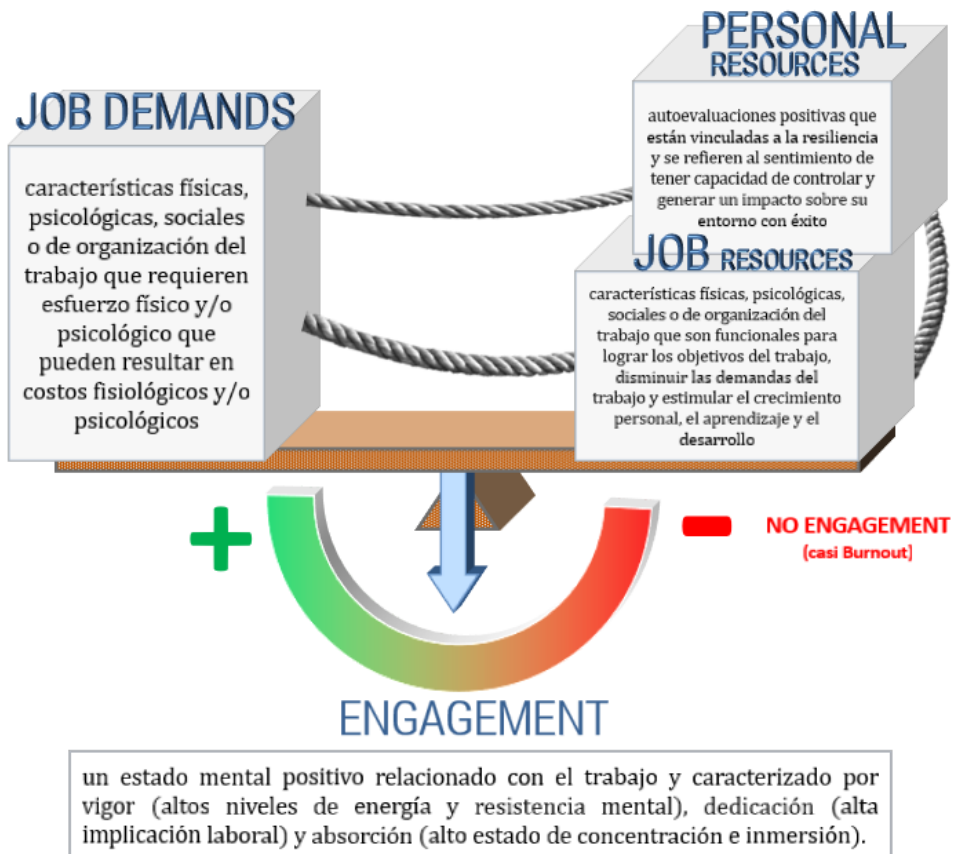 JOB DEMANDS
características físicas,
psicológicas, sociales
o de organización del
trabajo que requieren
esfuerzo físico y/o
psicológico que
pueden resultar en
costos fisiológicos y/o
psicológicos
PERSONAL
RESOURCES
autoevaluaciones positivas que
están vinculadas a la resiliencia
y se refieren al sentimiento de
tener capacidad de controlar y
generar un impacto sobre su
entorno con éxito
JOB RESOURCES
características físicas, psicológicas,
sociales o de organización del
trabajo que son funcionales para
lograr los objetivos del trabajo,
disminuir las demandas del
trabajo y estimular el crecimiento
personal, el aprendizaje y el
desarrollo
+
-
NO ENGAGEMENT
(casi Burnout]
ENGAGEMENT
un estado mental positivo relacionado con el trabajo y caracterizado por
vigor (altos niveles de energía y resistencia mental), dedicación (alta
implicación laboral) y absorción (alto estado de concentración e inmersión).